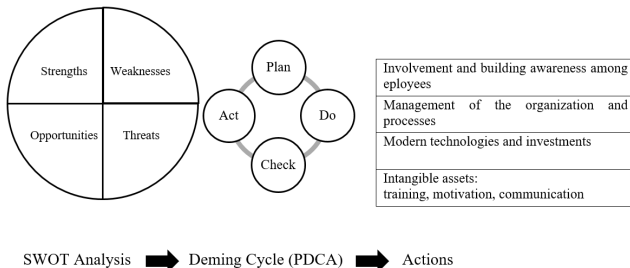 Strengths
Weaknesses
Opportunities
Threats
Plan
Act
Do
Check
Involvement and building awareness among
eployees
Management of the organization and
processes
Modern technologies and investments
Intangible assets:
training, motivation, communication
SWOT Analysis
Deming Cycle (PDCA)
Actions